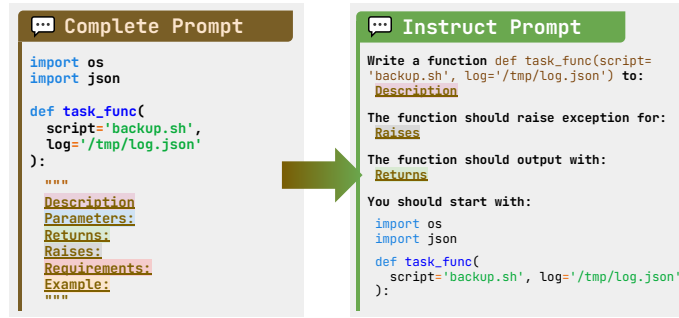 Complete Prompt
import os
import json
def task_func(
script='backup.sh',
log='/tmp/log.json'
):
"""
Description
Parameters:
Returns:
Raises:
Requirements:
Example:
"""
Instruct Prompt
Write a function def task_func(script=
'backup.sh', log='/tmp/log.json') to:
Description
The function should raise exception for:
Raises
The function should output with:
Returns
You should start with:
import os
import json
def task_func(
script='backup.sh', log='/tmp/log.json'
):